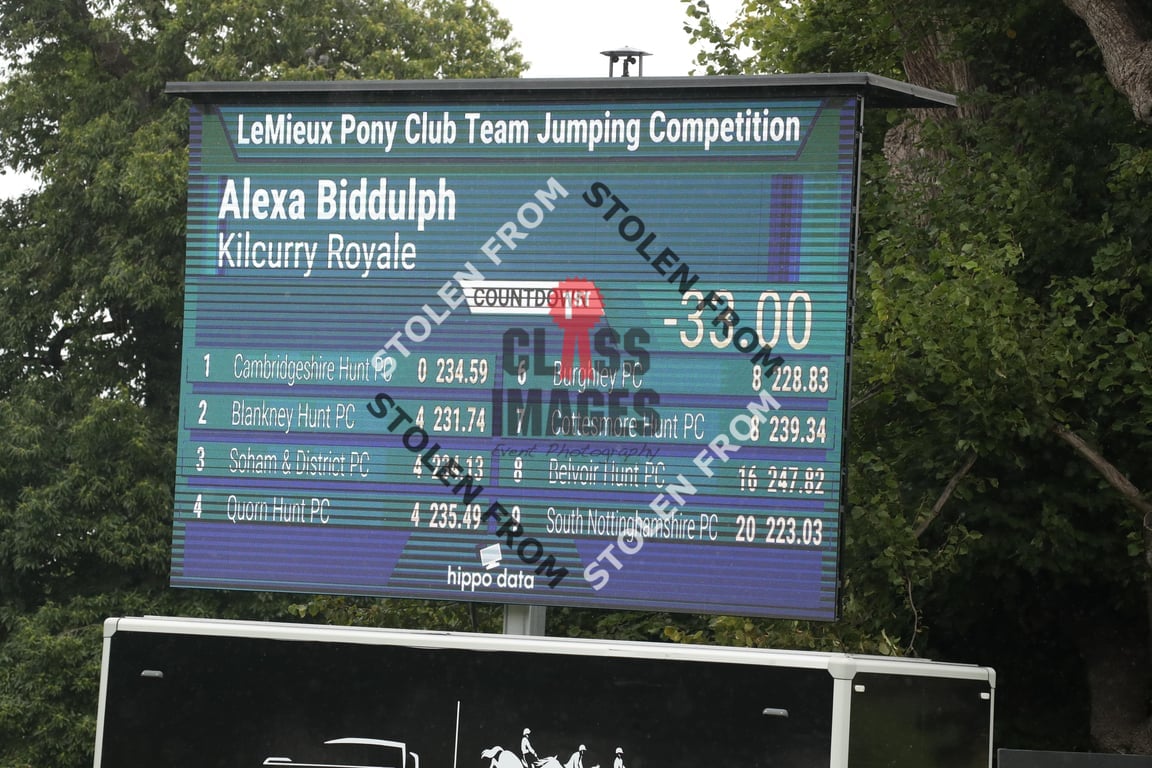 LeMieux Pony Club Team Jumping Competition
Alexa Biddulph
Kilcurry Royale
COUNTDOWN
-33.00
1 Cambridgeshire Hunt PC 0 234.59
2 Blankney Hunt PC 4 231.74
3 Soham & District PC 4
4 Quorn Hunt PC 4 235.49
6 Burghley PC 8 228.83
7 Cottesmore Hunt PC 8 239.34
8 Belvoir Hunt PC 16 247.82
9 South Nottinghamshire PC 20 223.03
hippo data
STOLEN FROM
STOLEN FROM
1ST
CLASS
IMAGES
Event Photography
STOLEN FROM
STOLEN FROM